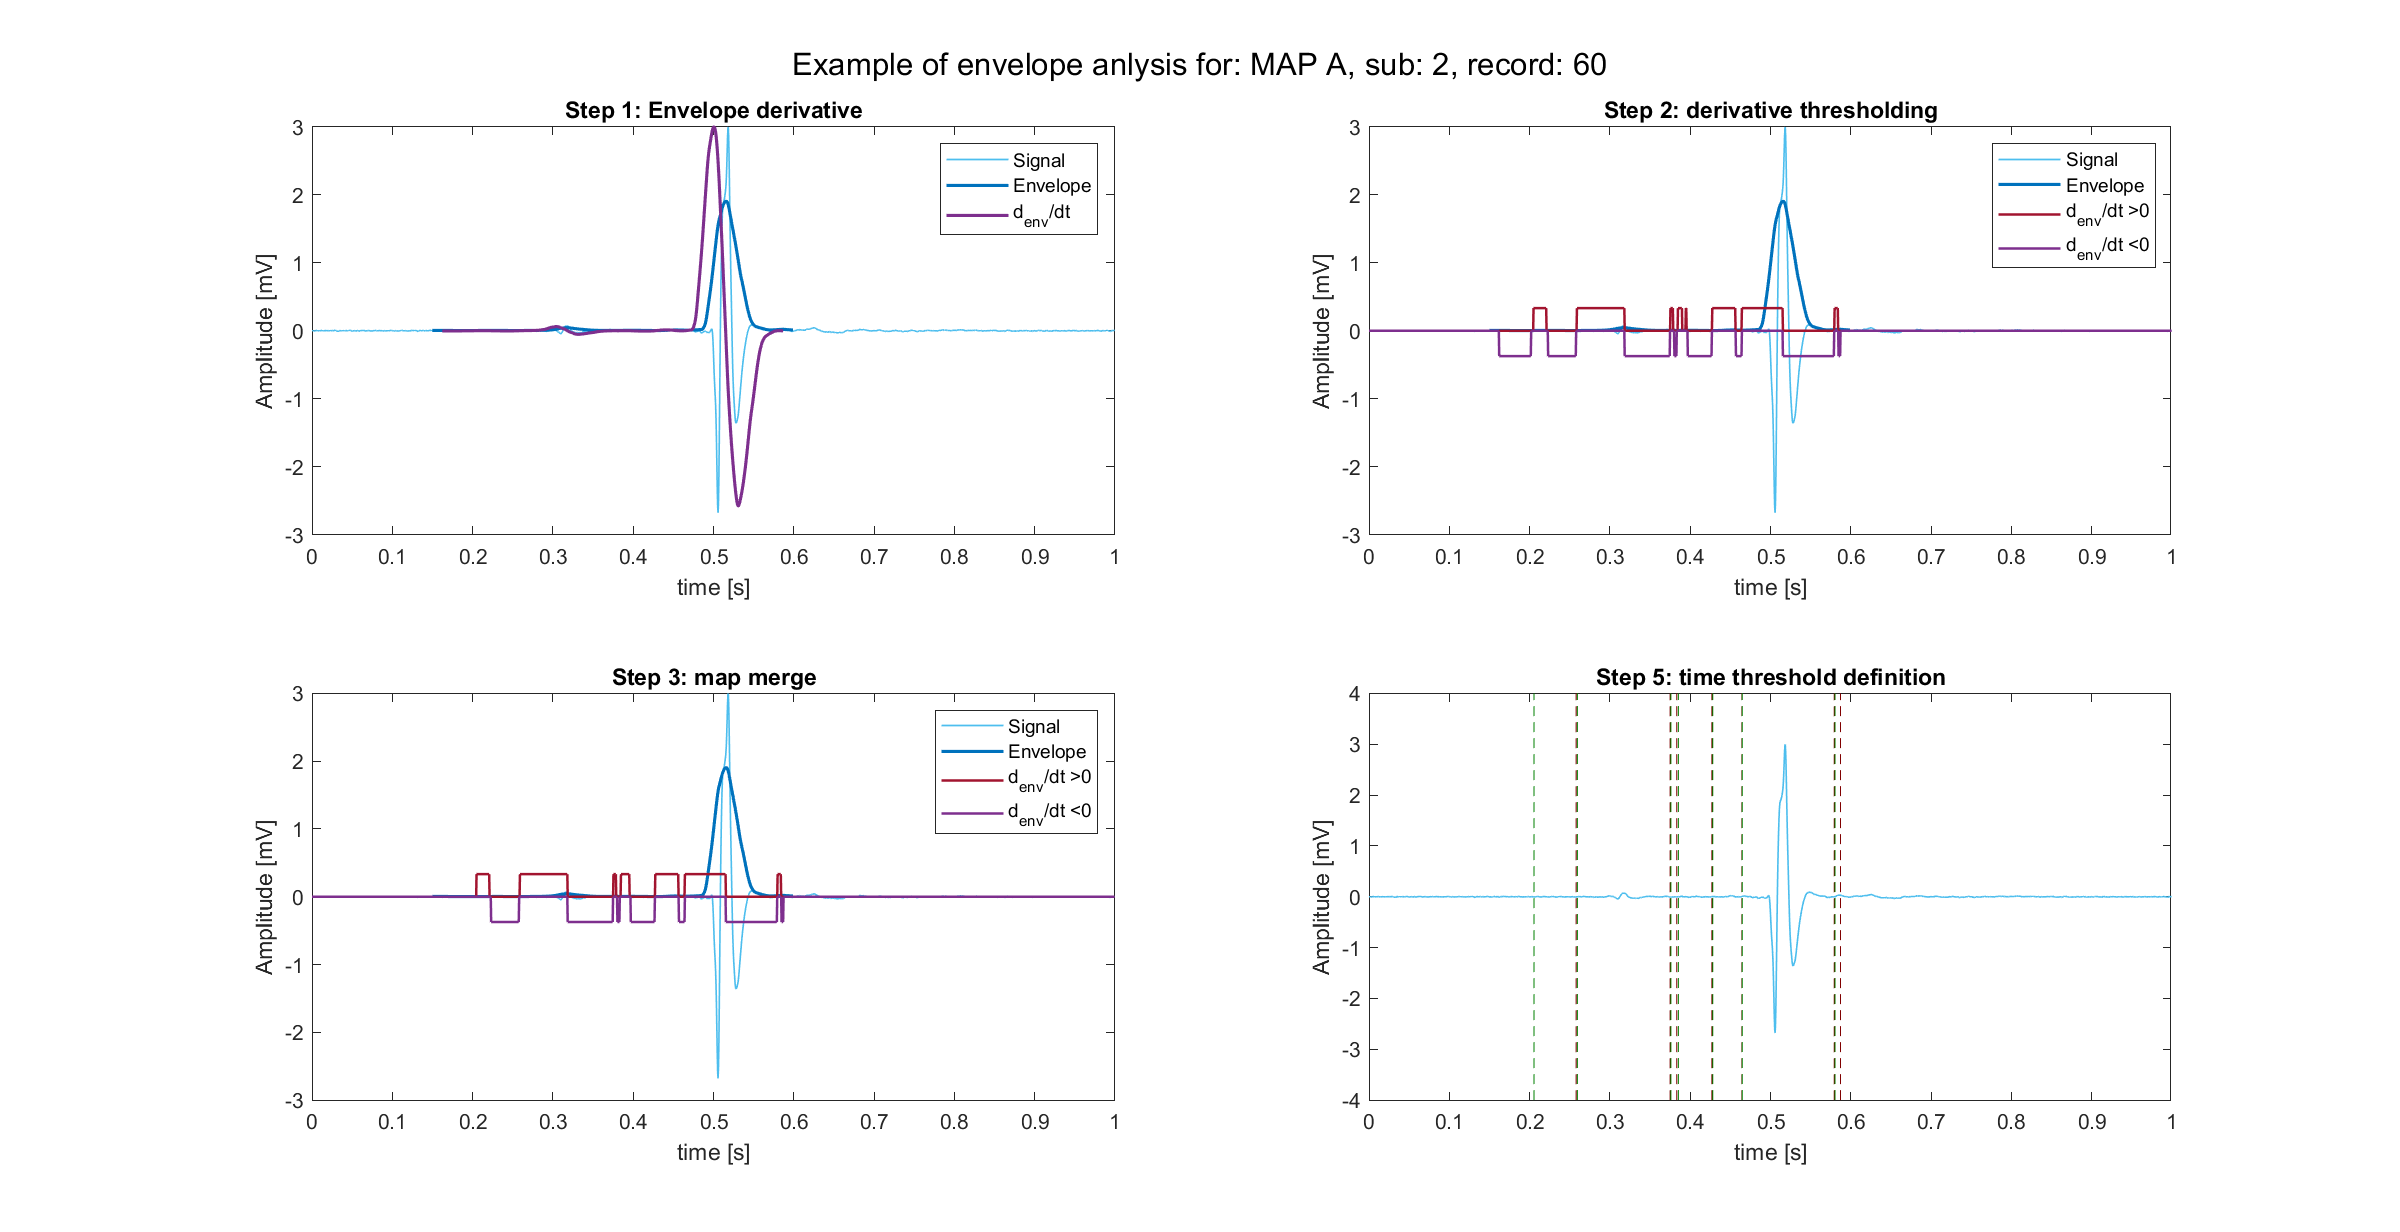 Example of envelope anlysis for: MAP A, sub: 2, record: 60
Step 1: Envelope derivative
Amplitude [mV]
3
2
1
0
-1
-2
-3
0 0.1 0.2 0.3 0.4 0.5 0.6 0.7 0.8 0.9 1
time [s]
Signal
Envelope
d_env/dt
Step 2: derivative thresholding
Amplitude [mV]
3
2
1
0
-1
-2
-3
0 0.1 0.2 0.3 0.4 0.5 0.6 0.7 0.8 0.9 1
time [s]
Signal
Envelope
d_env/dt >0
d_env/dt <0
Step 3: map merge
Amplitude [mV]
3
2
1
0
-1
-2
-3
0 0.1 0.2 0.3 0.4 0.5 0.6 0.7 0.8 0.9 1
time [s]
Signal
Envelope
d_env/dt >0
d_env/dt <0
Step 5: time threshold definition
Amplitude [mV]
4
3
2
1
0
-1
-2
-3
-4
0 0.1 0.2 0.3 0.4 0.5 0.6 0.7 0.8 0.9 1
time [s]